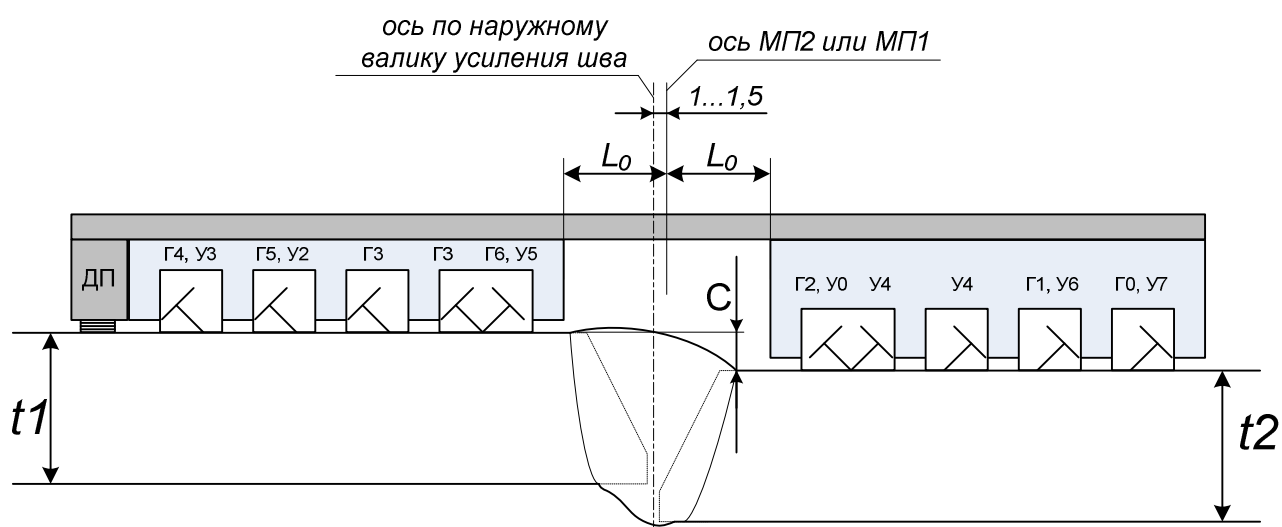 ось по наружному
валику усиления шва
ось МП2 или МП1
1...1,5
L₀ L₀
ДП
Г4, У3 Г5, У2 Г3 Г3 Г6, У5
С
Г2, У0 У4 У4 Г1, У6 Г0, У7
t1
t2